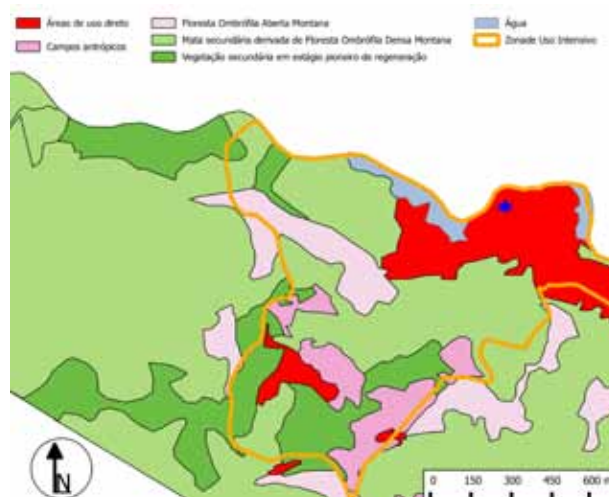 Áreas de uso direto
Campos antrópicos
Floresta Ombrófila Aberta Montana
Mata secundária derivada de Floresta Ombrófila Densa Montana
Vegetação secundária em estágio pioneiro de regeneração
Água
Zona de Uso Intensivo
N
0 150 300 450 600 m